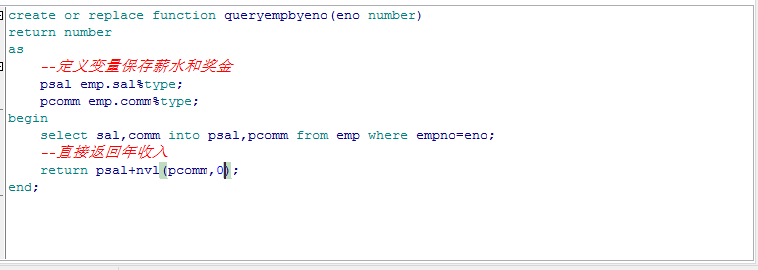 create or replace function queryempbyeno(eno number)
return number
as
    --定义变量保存薪水和奖金
    psal emp.sal%type;
    pcomm emp.comm%type;
begin
    select sal,comm into psal,pcomm from emp where empno=eno;
    --直接返回年收入
    return psal+nvl(pcomm,0);
end;